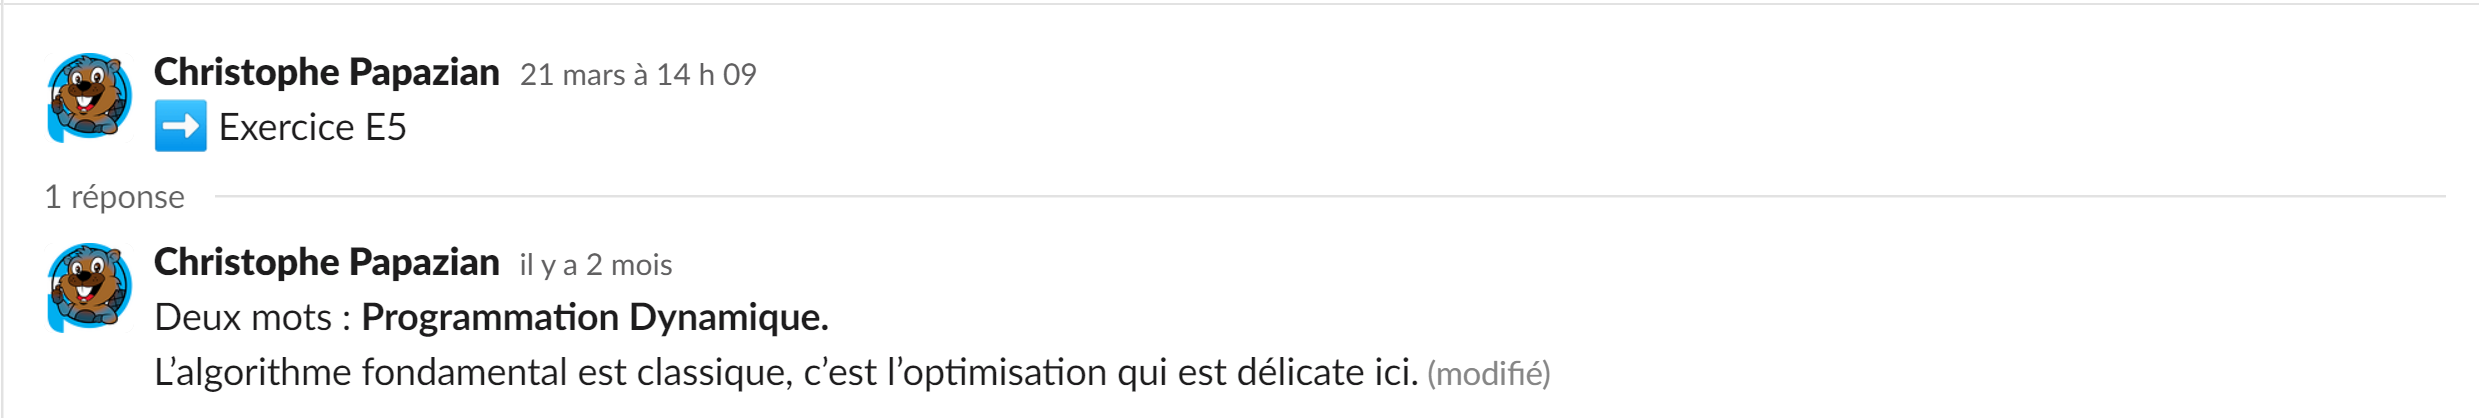 Christophe Papazian 21 mars à 14 h 09
➡ Exercice E5
1 réponse
Christophe Papazian il y a 2 mois
Deux mots : Programmation Dynamique.
L’algorithme fondamental est classique, c’est l’optimisation qui est délicate ici. (modifié)